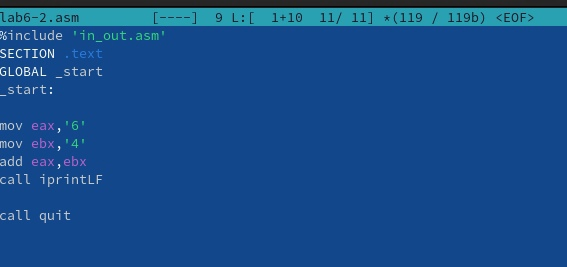 lab6-2.asm [----] 9 L:[ 1+10 11/ 11] *(119 / 119b) <EOF>
%include 'in_out.asm'
SECTION .text
GLOBAL _start
_start:
mov eax,'6'
mov ebx,'4'
add eax,ebx
call iprintLF
call quit